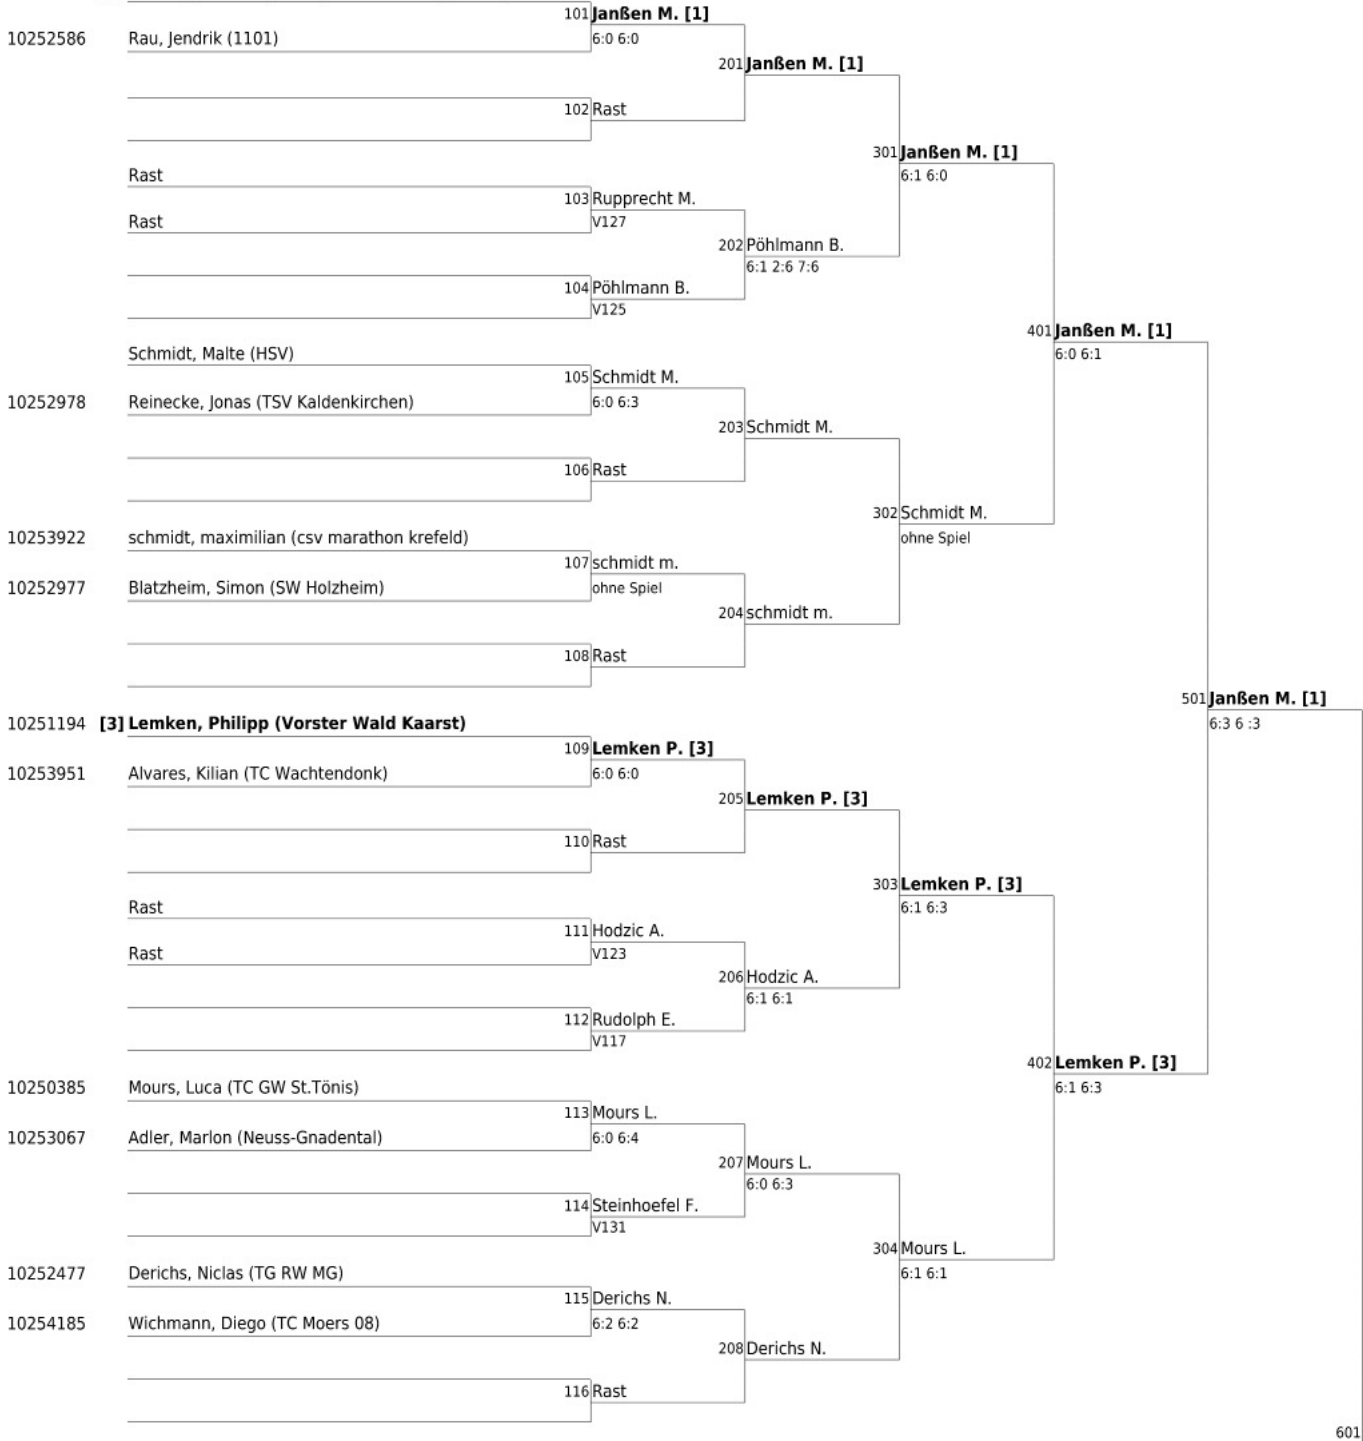 101 Janßen M. [1]
10252586 Rau, Jendrik (1101) 6:0 6:0
201 Janßen M. [1]
102 Rast
301 Janßen M. [1]
Rast 6:1 6:0
103 Rupprecht M.
Rast V127
202 Pöhlmann B.
6:1 2:6 7:6
104 Pöhlmann B.
V125
401 Janßen M. [1]
Schmidt, Malte (HSV) 6:0 6:1
105 Schmidt M.
10252978 Reinecke, Jonas (TSV Kaldenkirchen) 6:0 6:3
203 Schmidt M.
106 Rast
302 Schmidt M.
10253922 schmidt, maximilian (csv marathon krefeld) ohne Spiel
107 schmidt m.
10252977 Blatzheim, Simon (SW Holzheim) ohne Spiel
204 schmidt m.
108 Rast
501 Janßen M. [1]
10251194 [3] Lemken, Philipp (Vorster Wald Kaarst) 6:3 6 :3
109 Lemken P. [3]
10253951 Alvares, Kilian (TC Wachtendonk) 6:0 6:0
205 Lemken P. [3]
110 Rast
303 Lemken P. [3]
Rast 6:1 6:3
111 Hodzic A.
Rast V123
206 Hodzic A.
6:1 6:1
112 Rudolph E.
V117
402 Lemken P. [3]
10250385 Mours, Luca (TC GW St.Tönis) 6:1 6:3
113 Mours L.
10253067 Adler, Marlon (Neuss-Gnadental) 6:0 6:4
207 Mours L.
6:0 6:3
114 Steinhoefel F.
V131
304 Mours L.
10252477 Derichs, Niclas (TG RW MG) 6:1 6:1
115 Derichs N.
10254185 Wichmann, Diego (TC Moers 08) 6:2 6:2
208 Derichs N.
116 Rast
601